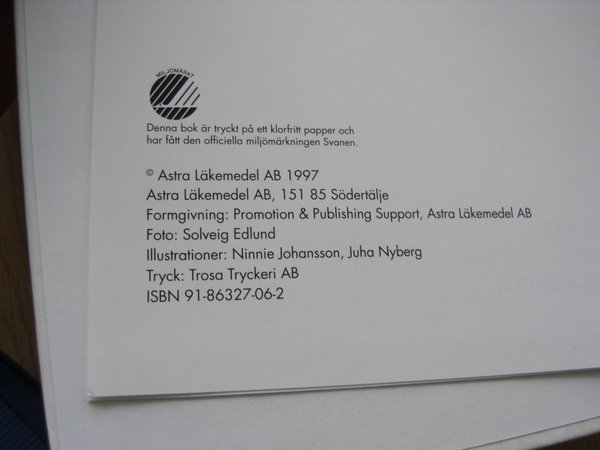 MILJÖMÄRKT
Denna bok är tryckt på ett klorfritt papper och
har fått den officiella miljömärkningen Svanen.
© Astra Läkemedel AB 1997
Astra Läkemedel AB, 151 85 Södertälje
Formgivning: Promotion & Publishing Support, Astra Läkemedel AB
Foto: Solveig Edlund
Illustrationer: Ninnie Johansson, Juha Nyberg
Tryck: Trosa Tryckeri AB
ISBN 91-86327-06-2